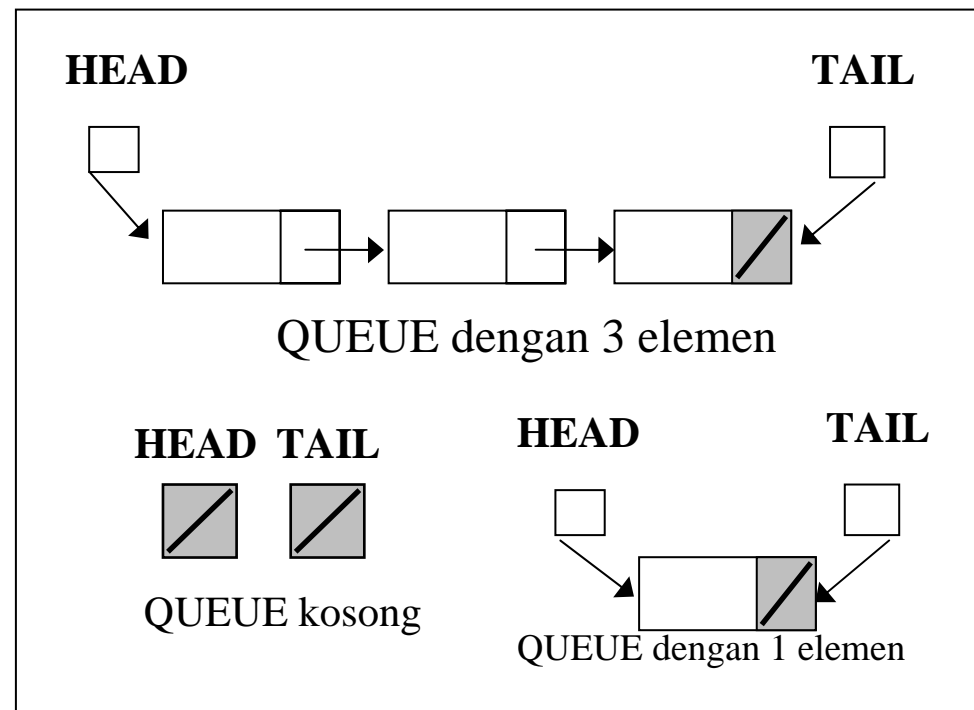 HEAD TAIL
QUEUE dengan 3 elemen
HEAD TAIL
QUEUE kosong
HEAD TAIL
QUEUE dengan 1 elemen